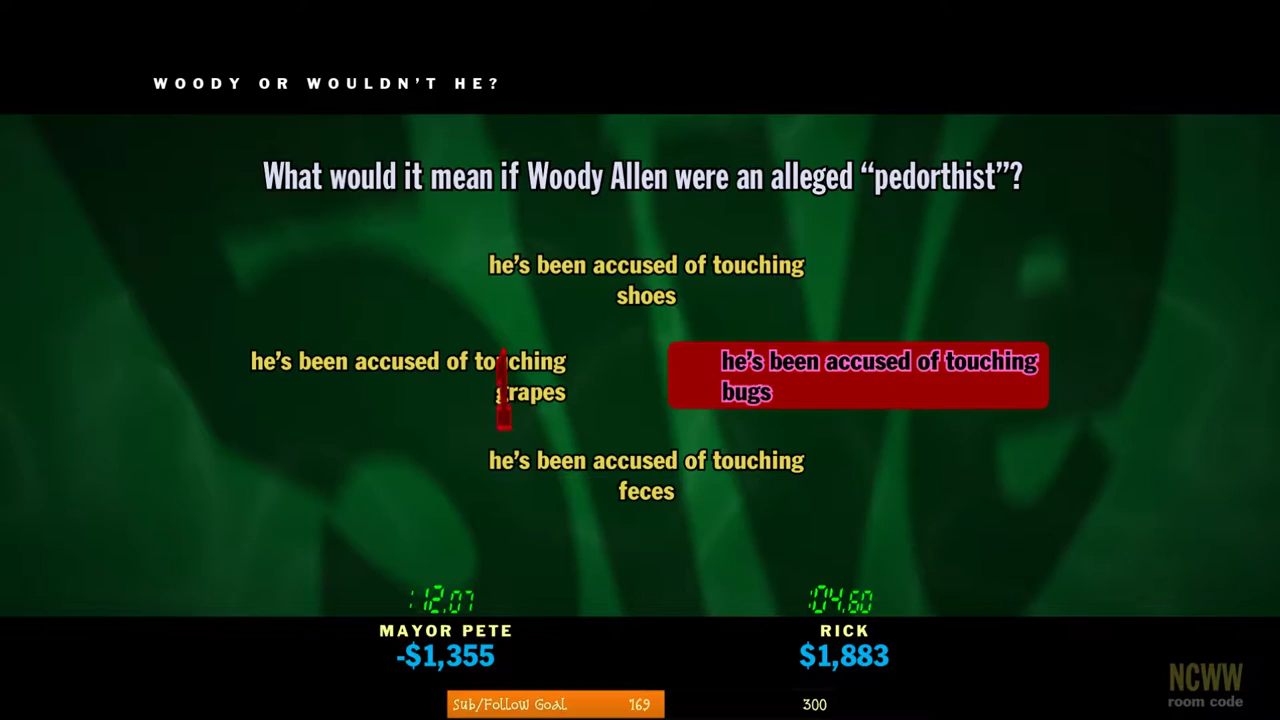 WOODY OR WOULDN'T HE?
What would it mean if Woody Allen were an alleged “pedorthist”?
he's been accused of touching
shoes
he's been accused of touching
grapes
he's been accused of touching
bugs
he's been accused of touching
feces
:12.07
:04.60
MAYOR PETE
RICK
-$1,355
$1,883
NCWW
room code
Sub/Follow Goal 169 300